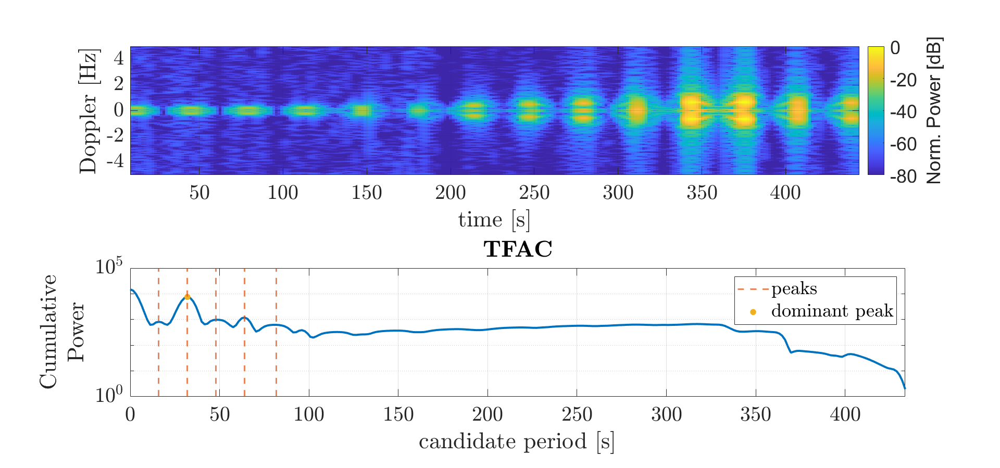 4
2
0
-2
-4
Doppler [Hz]
50 100 150 200 250 300 350 400
time [s]
0
-20
-40
-60
-80
Norm. Power [dB]
TFAC
10^5
10^0
Cumulative
Power
peaks
dominant peak
0 50 100 150 200 250 300 350 400
candidate period [s]